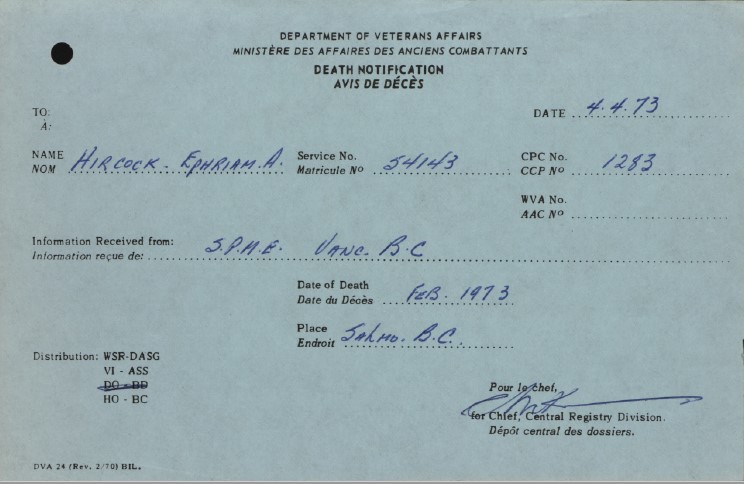 DEPARTMENT OF VETERANS AFFAIRS
MINISTÈRE DES AFFAIRES DES ANCIENS COMBATTANTS
DEATH NOTIFICATION
AVIS DE DÉCÈS
TO:
À:
DATE 4.4.73
NAME HIRCOCK. EPHRIAM.A. Service No. 54143 CPC No. 1283
NOM Matricule Nº CCP Nº
WVA No.
AAC Nº
Information Received from: S.P.M.E. VANC. B.C
Information reçue de:
Date of Death FEB. 1973
Date du Décès
Place SALMO. B.C.
Endroit
Distribution: WSR-DASG
VI - ASS
DO - BD
HO - BC
Pour le chef,
for Chief, Central Registry Division.
Dépôt central des dossiers.
DVA 24 (Rev. 2/70) BIL.